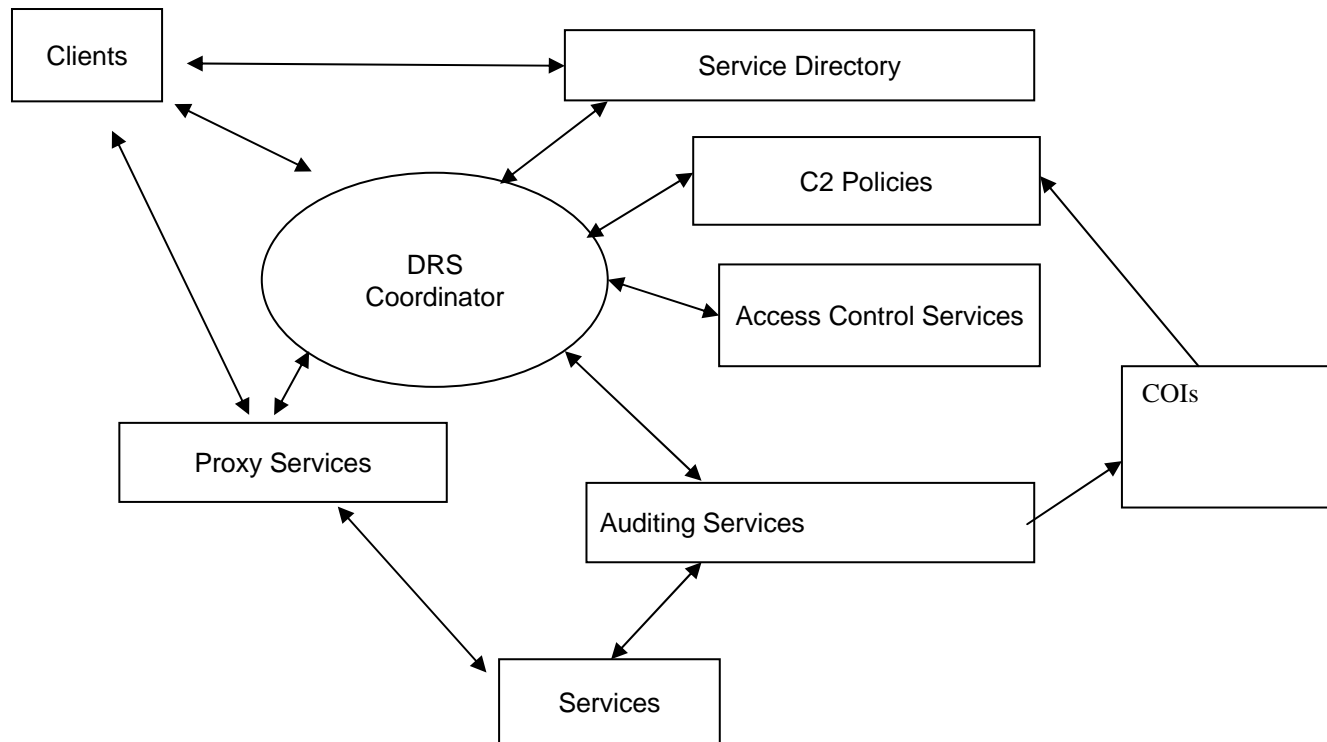 Clients
Service Directory
C2 Policies
DRS
Coordinator
Access Control Services
COIs
Proxy Services
Auditing Services
Services